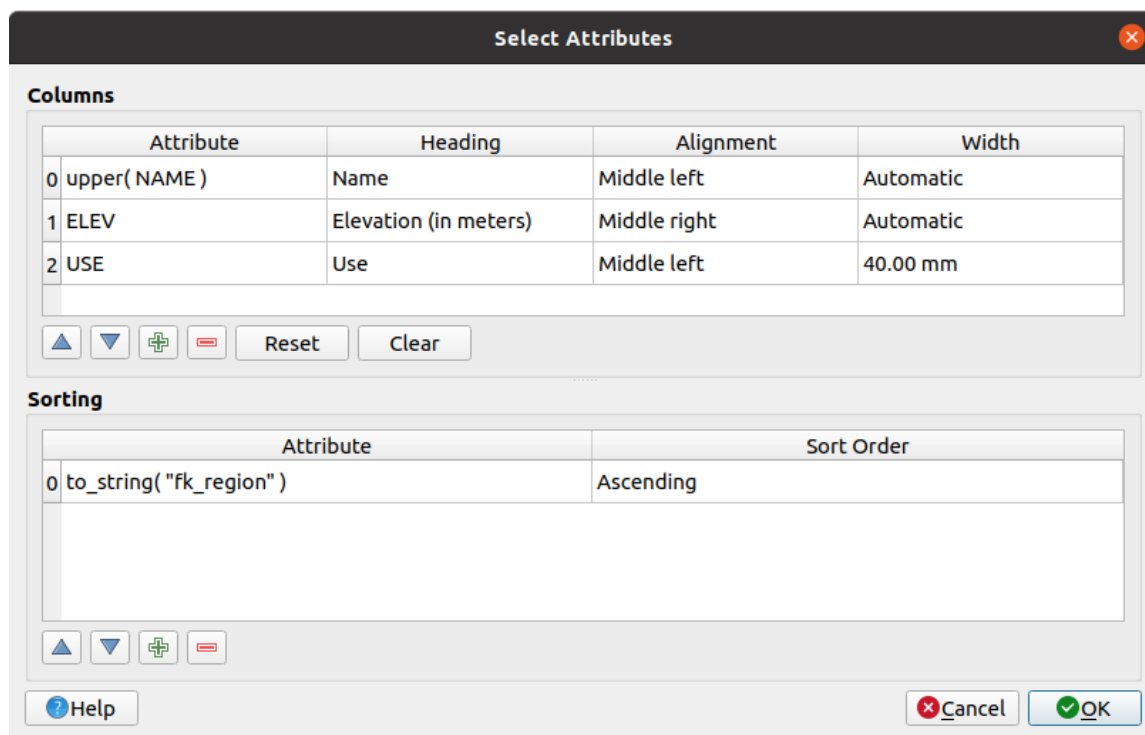 Select Attributes
Columns
Attribute Heading Alignment Width
0 upper( NAME ) Name Middle left Automatic
1 ELEV Elevation (in meters) Middle right Automatic
2 USE Use Middle left 40.00 mm
Reset Clear
Sorting
Attribute Sort Order
0 to_string( "fk_region" ) Ascending
Help Cancel OK